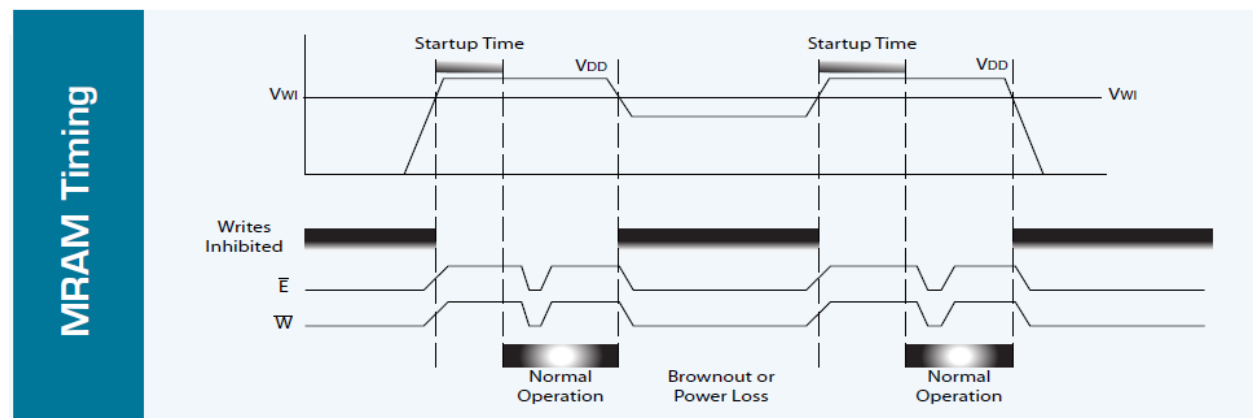 MRAM Timing
Startup Time
Startup Time
VDD
VDD
VWI
VWI
Writes
Inhibited
E̅
W̅
Normal
Operation
Brownout or
Power Loss
Normal
Operation